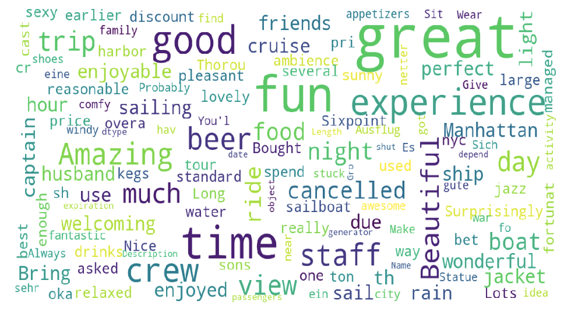 sexy earlier discount find appetizers Sit Wear
cast trip family good friends pri great light
harbor cruise
cr shoes enjoyable Thorou ambience sunny netter perfect
eine pleasant several Give large managed
reasonable Probably lovely fun experience
hour comfy sailing You'l Sixpoint got
captain price overa beer food Ausflug Manhattan
windy dtype hav Length shut Es nyc Sich activity
Amazing date Bought night used depend day
husband kegs tour standard spend stuck Gro ship gute jazz
sh use much Long ride object sailboat cancelled Beautiful Surprisingly
enough welcoming water awesome war fortunat
expiration really due bet fo boat
best fantastic time near generator Make way
Always drinks Description Nice staff wonderful
Bring asked crew sons view one ton th Name Statue jacket
sehr oka relaxed enjoyed passengers ein sail city rain Lots idea